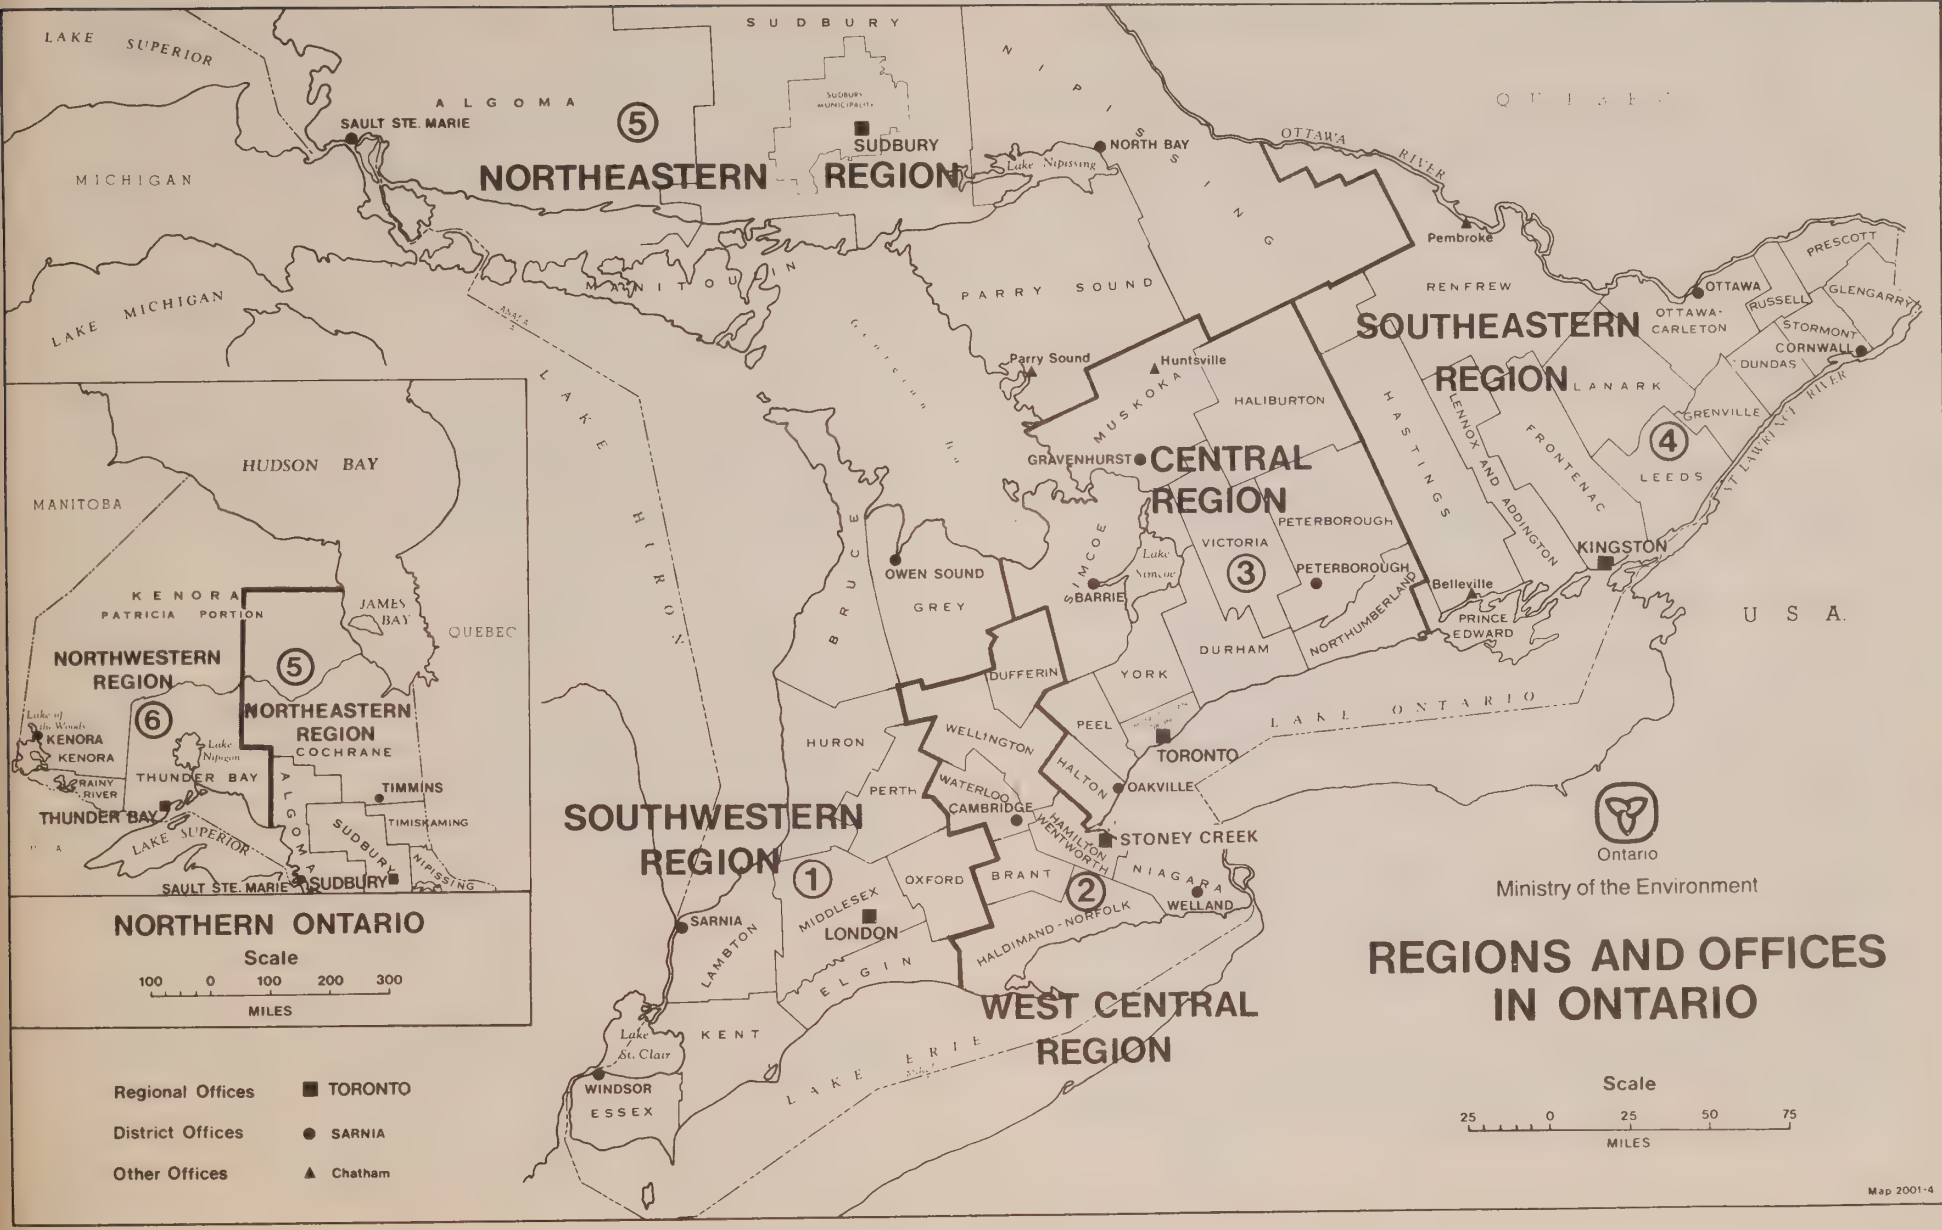 LAKE SUPERIOR
SUDBURY
NIPISSING
QUEBEC
ALGOMA
SUDBURY MUNICIPALITY
SAULT STE. MARIE
5
SUDBURY
NORTH BAY
OTTAWA RIVER
MICHIGAN
NORTHEASTERN REGION
Lake Nipissing
Pembroke
PRESCOTT
LAKE MICHIGAN
MANITOULIN
PARRY SOUND
RENFREW
OTTAWA
RUSSELL
GLENGARRY
OTTAWA-
CARLETON
STORMONT
SOUTHEASTERN
REGION
CORNWALL
DUNDAS
Parry Sound
Huntsville
LANARK
GRENVILLE
LAKE HURON
Georgian
MUSKOKA
HALIBURTON
HASTINGS
LENNOX AND ADDINGTON
FRONTENAC
4
LEEDS
ST LAWRENCE RIVER
GRAVENHURST
CENTRAL
REGION
PETERBOROUGH
VICTORIA
3
PETERBOROUGH
KINGSTON
BRUCE
OWEN SOUND
GREY
SIMCOE
Lake
Simcoe
BARRIE
Belleville
PRINCE
EDWARD
NORTHUMBERLAND
U S A.
DURHAM
DUFFERIN
YORK
LAKE ONTARIO
PEEL
TORONTO
HURON
WELLINGTON
HALTON
OAKVILLE
PERTH
WATERLOO
CAMBRIDGE
HAMILTON
WENTWORTH
STONEY CREEK
SOUTHWESTERN
REGION
1
OXFORD
BRANT
2
NIAGARA
WELLAND
MIDDLESEX
LONDON
HALDIMAND-NORFOLK
SARNIA
LAMBTON
ELGIN
WEST CENTRAL
REGION
KENT
Lake
St. Clair
LAKE ERIE
WINDSOR
ESSEX
HUDSON BAY
MANITOBA
KENORA
PATRICIA PORTION
JAMES
BAY
QUEBEC
NORTHWESTERN
REGION
5
6
NORTHEASTERN
REGION
COCHRANE
Lake of
the Woods
KENORA
KENORA
Lake
Nipigon
THUNDER BAY
RAINY
RIVER
THUNDER BAY
ALGOMA
TIMMINS
TIMISKAMING
SUDBURY
NIPISSING
LAKE SUPERIOR
SAULT STE. MARIE
SUDBURY
NORTHERN ONTARIO
Scale
100 0 100 200 300
MILES
Regional Offices TORONTO
District Offices SARNIA
Other Offices Chatham
Ontario
Ministry of the Environment
REGIONS AND OFFICES
IN ONTARIO
Scale
25 0 25 50 75
MILES
Map 2001-4